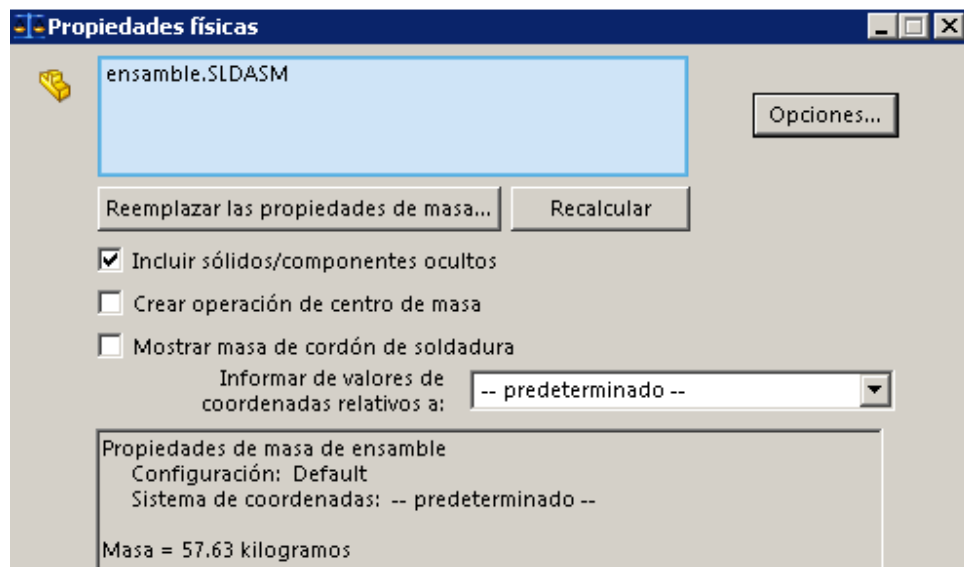 Propiedades físicas
ensamble.SLDASM
Opciones...
Reemplazar las propiedades de masa...
Recalcular
Incluir sólidos/componentes ocultos
Crear operación de centro de masa
Mostrar masa de cordón de soldadura
Informar de valores de
coordenadas relativos a:
-- predeterminado --
Propiedades de masa de ensamble
Configuración: Default
Sistema de coordenadas: -- predeterminado --
Masa = 57.63 kilogramos